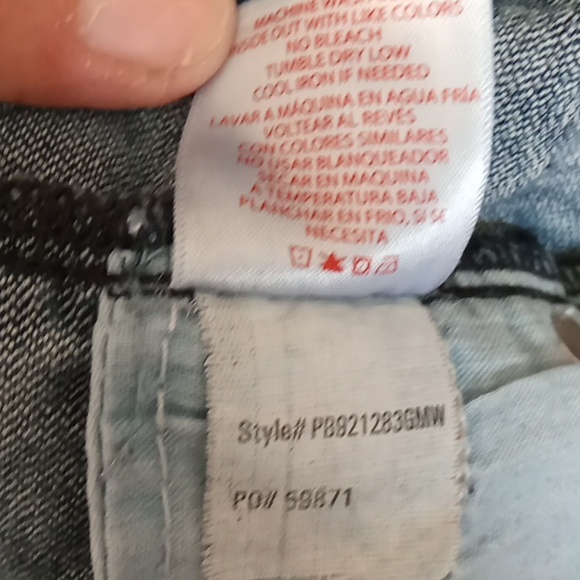 MACHINE WASH
INSIDE OUT WITH LIKE COLORS
NO BLEACH
TUMBLE DRY LOW
COOL IRON IF NEEDED
LAVAR A MÁQUINA EN AGUA FRÍA
VOLTEAR AL REVÉS
CON COLORES SIMILARES
NO USAR BLANQUEADOR
SECAR EN MAQUINA
A TEMPERATURA BAJA
PLANCHAR EN FRIO, SI SE
NECESITA
Style# PB921283GMW
PO# 59871